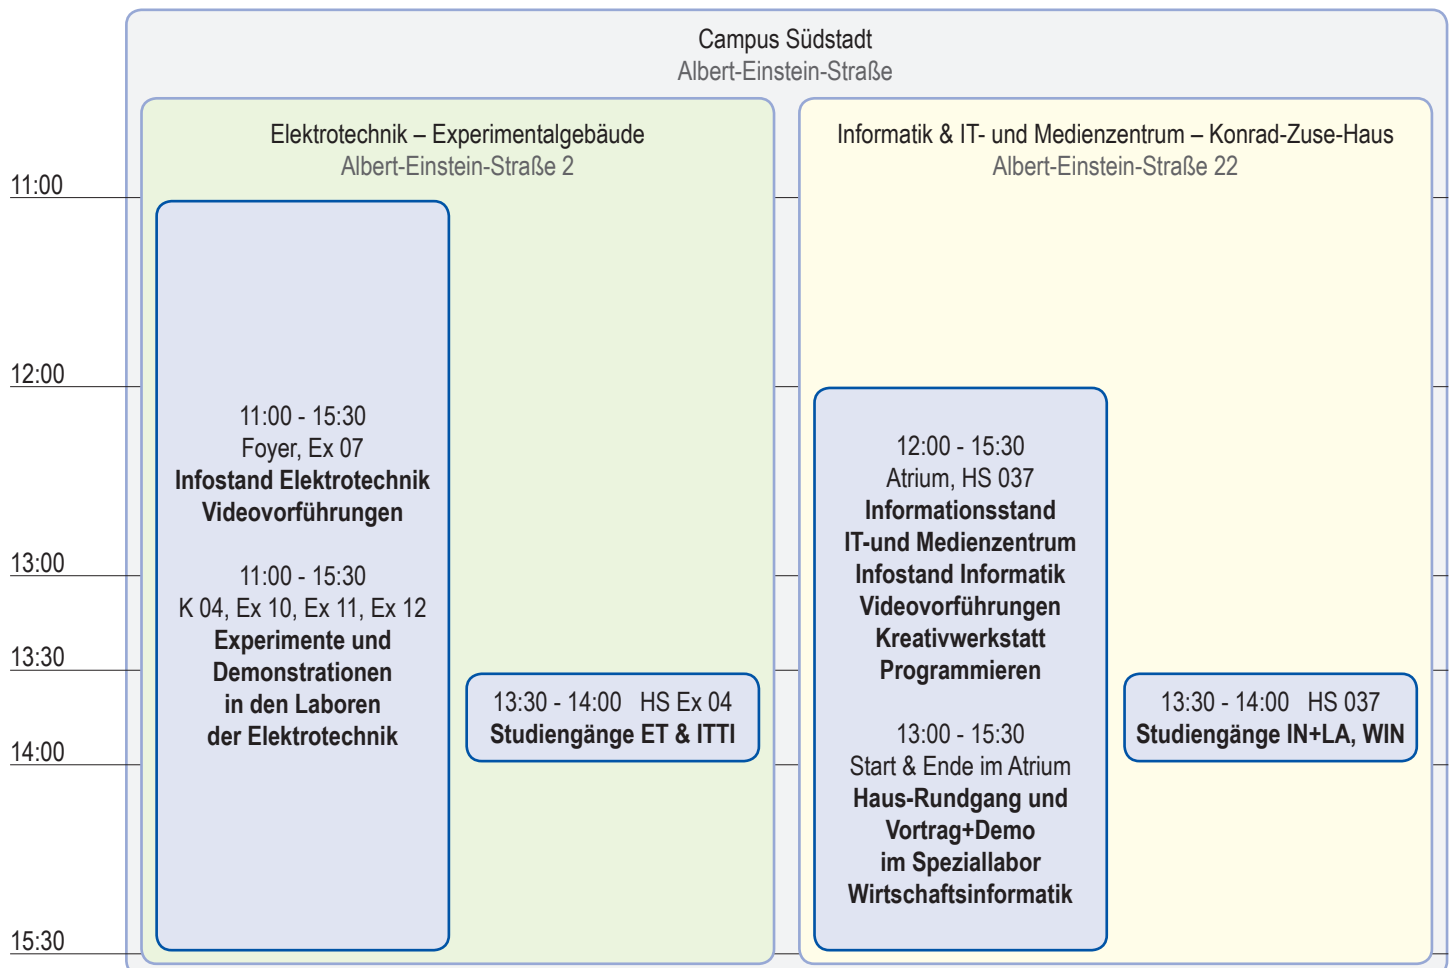 Campus Südstadt
Albert-Einstein-Straße
Elektrotechnik – Experimentalgebäude
Albert-Einstein-Straße 2
Informatik & IT- und Medienzentrum – Konrad-Zuse-Haus
Albert-Einstein-Straße 22
11:00
12:00
13:00
13:30
14:00
15:30
11:00 - 15:30
Foyer, Ex 07
Infostand Elektrotechnik
Videovorführungen
11:00 - 15:30
K 04, Ex 10, Ex 11, Ex 12
Experimente und
Demonstrationen
in den Laboren
der Elektrotechnik
13:30 - 14:00 HS Ex 04
Studiengänge ET & ITTI
12:00 - 15:30
Atrium, HS 037
Informationsstand
IT-und Medienzentrum
Infostand Informatik
Videovorführungen
Kreativwerkstatt
Programmieren
13:00 - 15:30
Start & Ende im Atrium
Haus-Rundgang und
Vortrag+Demo
im Speziallabor
Wirtschaftsinformatik
13:30 - 14:00 HS 037
Studiengänge IN+LA, WIN